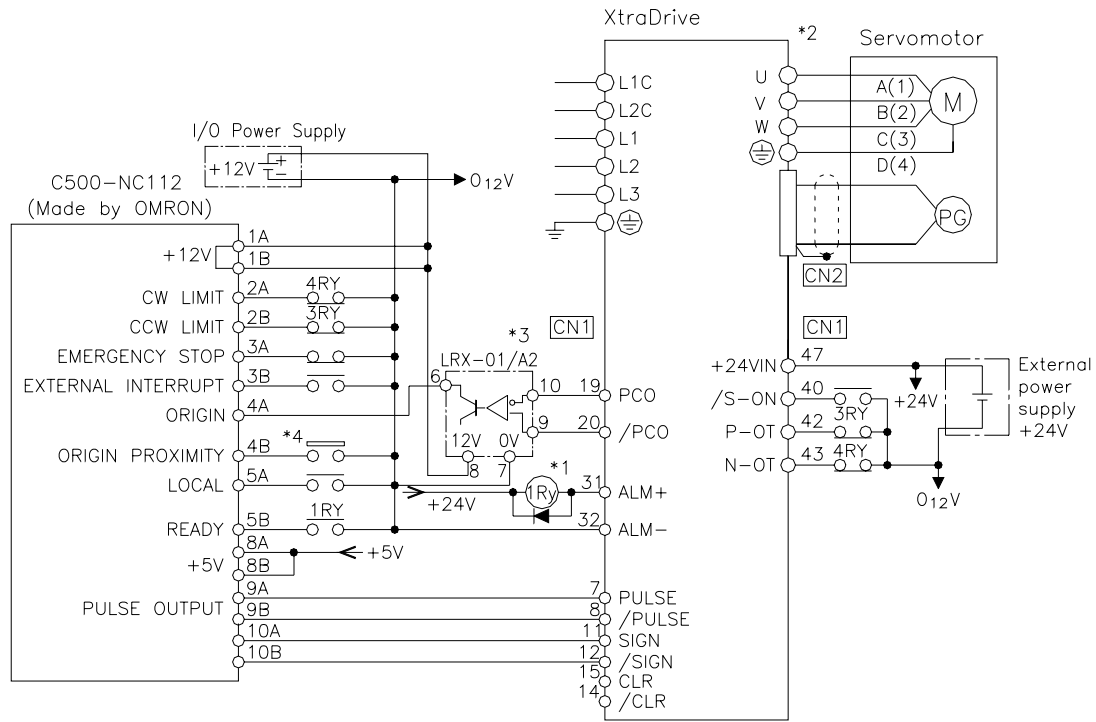 XtraDrive
*2
Servomotor
L1C
L2C
L1
L2
L3
U
V
W
A(1)
B(2)
C(3)
D(4)
M
PG
CN2
I/O Power Supply
+12V
+
−
0 12V
C500-NC112
(Made by OMRON)
+12V
1A
1B
CW LIMIT 2A 4RY
CCW LIMIT 2B 3RY
EMERGENCY STOP 3A
EXTERNAL INTERRUPT 3B
ORIGIN 4A
ORIGIN PROXIMITY 4B *4
LOCAL 5A
READY 5B 1RY
+5V
8A
8B
+5V
PULSE OUTPUT
9A
9B
10A
10B
*3
LRX-01/A2
6
10
9
12V 0V
8 7
+24V
1Ry
*1
CN1
19 PCO
20 /PCO
31 ALM+
32 ALM-
7 PULSE
8 /PULSE
11 SIGN
12 /SIGN
15 CLR
14 /CLR
CN1
+24VIN 47
/S-ON 40
P-OT 42 3RY
N-OT 43 4RY
+24V
0 12V
External
power
supply
+24V